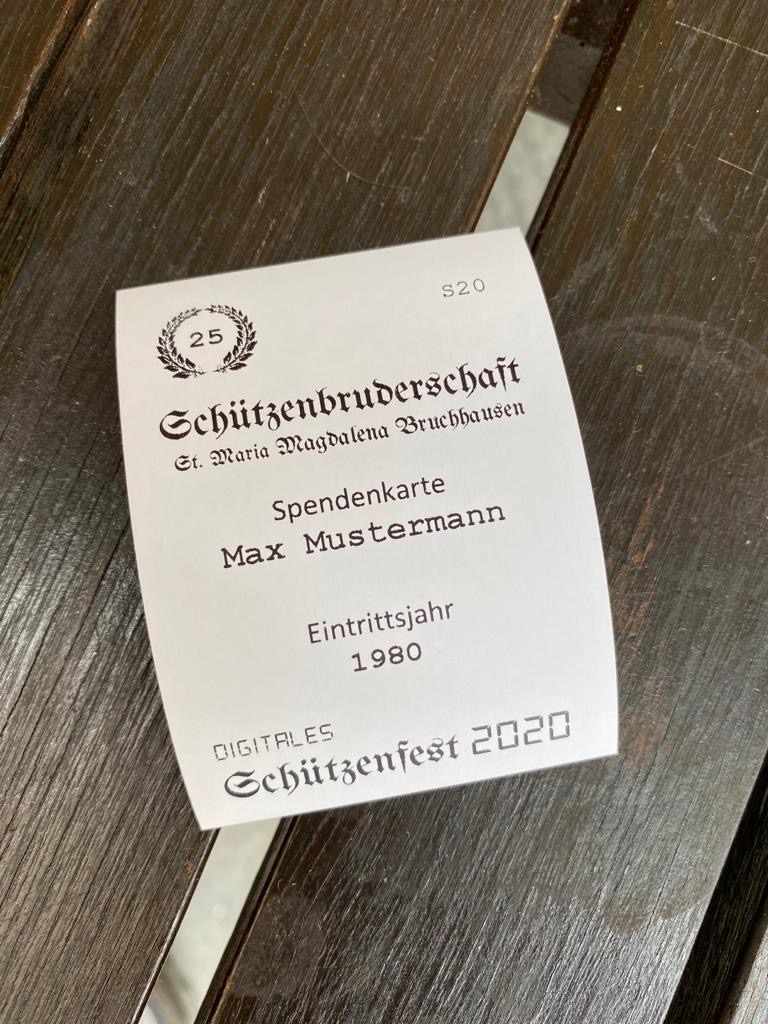 S20
25
Schützenbruderschaft
St. Maria Magdalena Bruchhausen
Spendenkarte
Max Mustermann
Eintrittsjahr
1980
DIGITALES
Schützenfest 2020